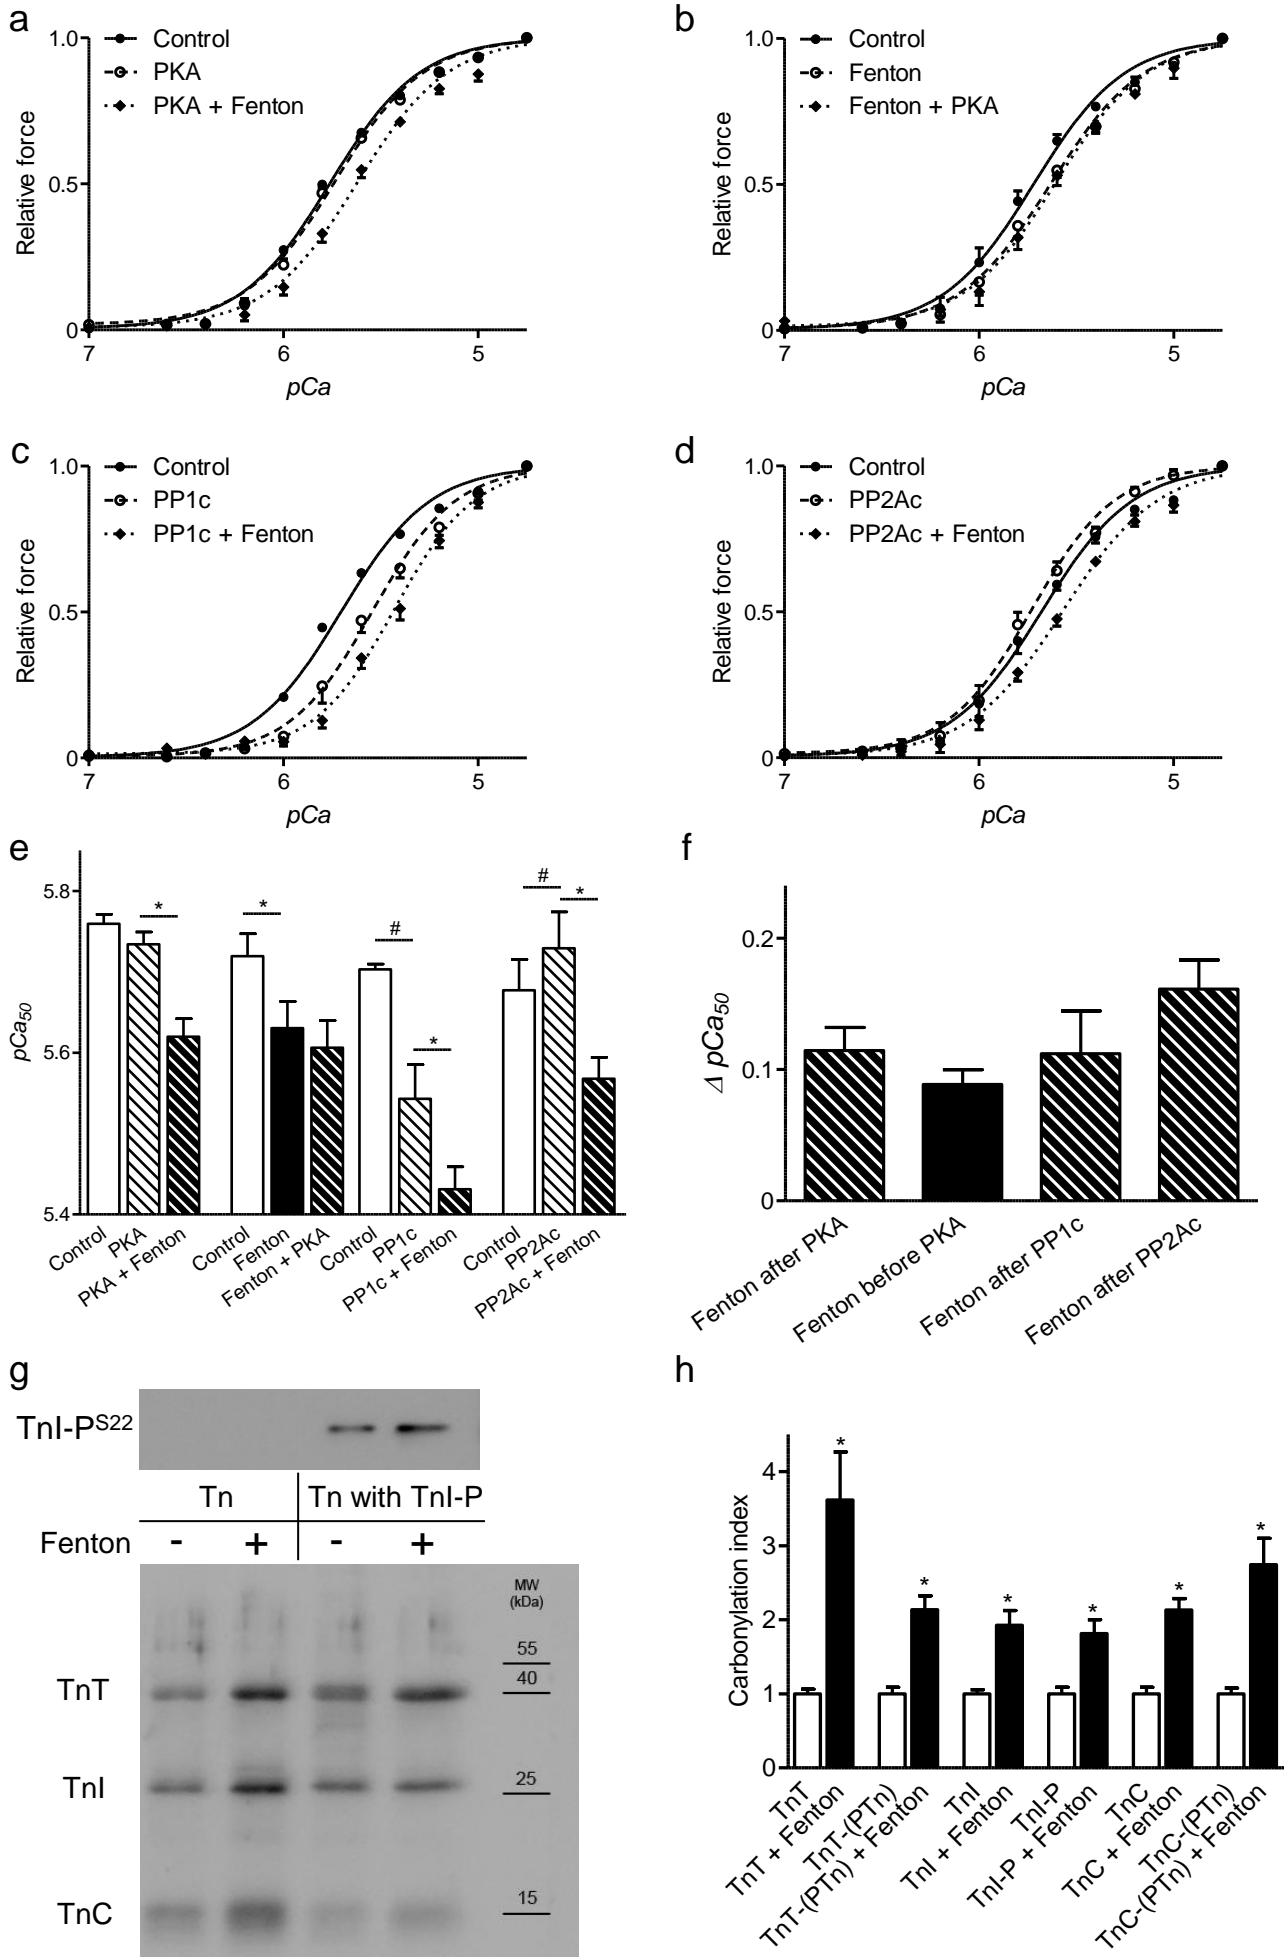 a
1.0
0.5
0
7
6
5
Relative force
pCa
Control
PKA
PKA + Fenton
b
1.0
0.5
0
7
6
5
Relative force
pCa
Control
Fenton
Fenton + PKA
c
1.0
0.5
0
7
6
5
Relative force
pCa
Control
PP1c
PP1c + Fenton
d
1.0
0.5
0
7
6
5
Relative force
pCa
Control
PP2Ac
PP2Ac + Fenton
e
5.8
5.6
5.4
pCa50
*
*
#
*
#
*
Control
PKA
PKA + Fenton
Control
Fenton
Fenton + PKA
Control
PP1c
PP1c + Fenton
Control
PP2Ac
PP2Ac + Fenton
f
0.2
0.1
0
Δ pCa50
Fenton after PKA
Fenton before PKA
Fenton after PP1c
Fenton after PP2Ac
g
TnI-PS22
Tn
Tn with TnI-P
Fenton - + - +
MW
(kDa)
55
40
25
15
TnT
TnI
TnC
h
4
3
2
1
0
Carbonylation index
*
*
*
*
*
*
TnT
TnT + Fenton
TnT-(PTn)
TnT-(PTn) + Fenton
TnI
TnI + Fenton
TnI-P
TnI-P + Fenton
TnC
TnC + Fenton
TnC-(PTn)
TnC-(PTn) + Fenton